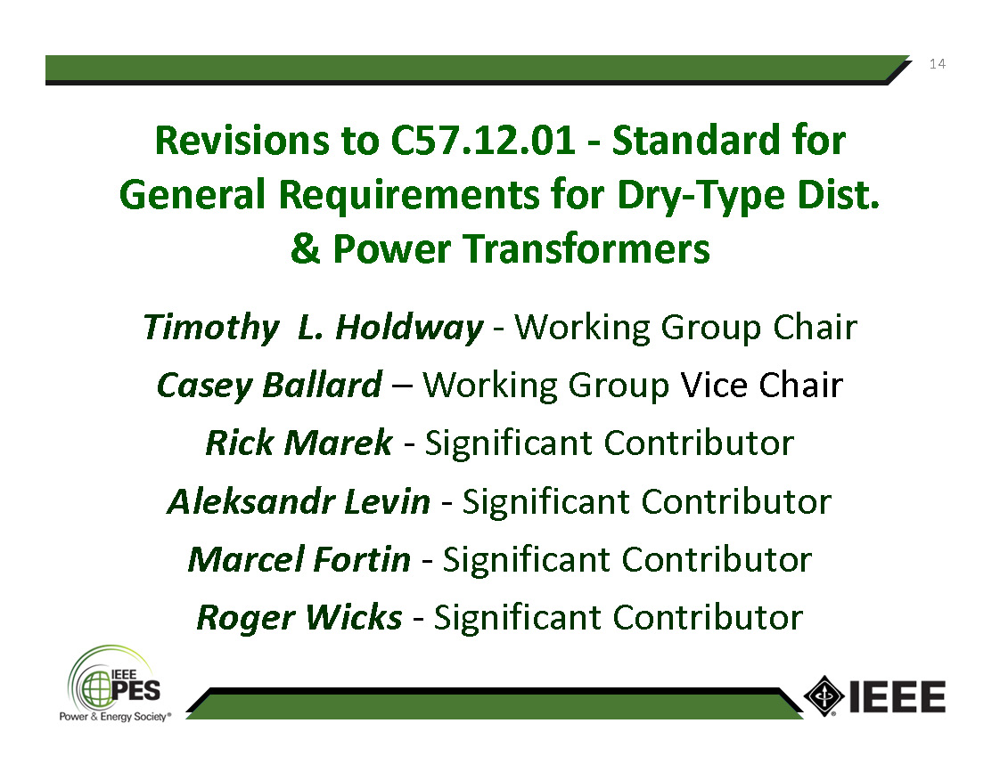 14
Revisions to C57.12.01 - Standard for
General Requirements for Dry-Type Dist.
& Power Transformers
Timothy  L. Holdway - Working Group Chair
Casey Ballard – Working Group Vice Chair
Rick Marek - Significant Contributor
Aleksandr Levin - Significant Contributor
Marcel Fortin - Significant Contributor
Roger Wicks - Significant Contributor
IEEE
PES
Power & Energy Society®
IEEE